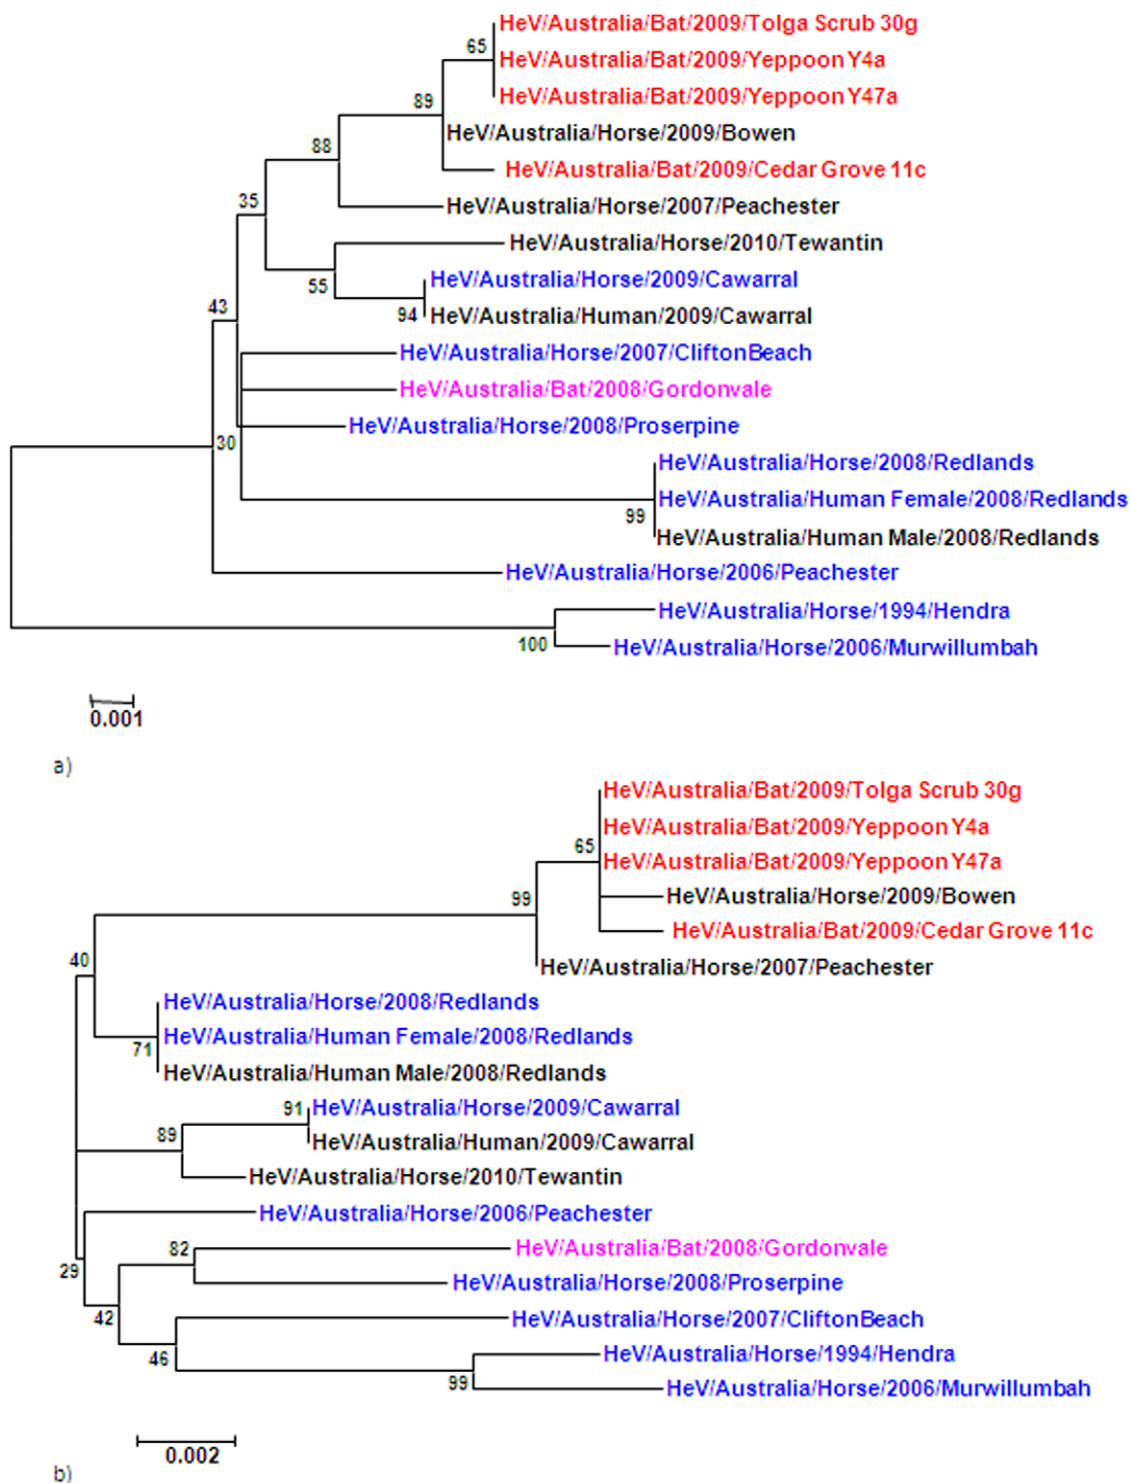 HeV/Australia/Bat/2009/Tolga Scrub 30g
65
HeV/Australia/Bat/2009/Yeppoon Y4a
HeV/Australia/Bat/2009/Yeppoon Y47a
89
HeV/Australia/Horse/2009/Bowen
88
HeV/Australia/Bat/2009/Cedar Grove 11c
35
HeV/Australia/Horse/2007/Peachester
HeV/Australia/Horse/2010/Tewantin
55
HeV/Australia/Horse/2009/Cawarral
43
94
HeV/Australia/Human/2009/Cawarral
HeV/Australia/Horse/2007/CliftonBeach
HeV/Australia/Bat/2008/Gordonvale
HeV/Australia/Horse/2008/Proserpine
30
HeV/Australia/Horse/2008/Redlands
HeV/Australia/Human Female/2008/Redlands
99
HeV/Australia/Human Male/2008/Redlands
HeV/Australia/Horse/2006/Peachester
HeV/Australia/Horse/1994/Hendra
100
HeV/Australia/Horse/2006/Murwillumbah
0.001
a)
HeV/Australia/Bat/2009/Tolga Scrub 30g
HeV/Australia/Bat/2009/Yeppoon Y4a
65
HeV/Australia/Bat/2009/Yeppoon Y47a
99
HeV/Australia/Horse/2009/Bowen
HeV/Australia/Bat/2009/Cedar Grove 11c
40
HeV/Australia/Horse/2007/Peachester
HeV/Australia/Horse/2008/Redlands
HeV/Australia/Human Female/2008/Redlands
71
HeV/Australia/Human Male/2008/Redlands
91
HeV/Australia/Horse/2009/Cawarral
89
HeV/Australia/Human/2009/Cawarral
HeV/Australia/Horse/2010/Tewantin
HeV/Australia/Horse/2006/Peachester
82
HeV/Australia/Bat/2008/Gordonvale
29
HeV/Australia/Horse/2008/Proserpine
42
HeV/Australia/Horse/2007/CliftonBeach
46
HeV/Australia/Horse/1994/Hendra
99
HeV/Australia/Horse/2006/Murwillumbah
0.002
b)